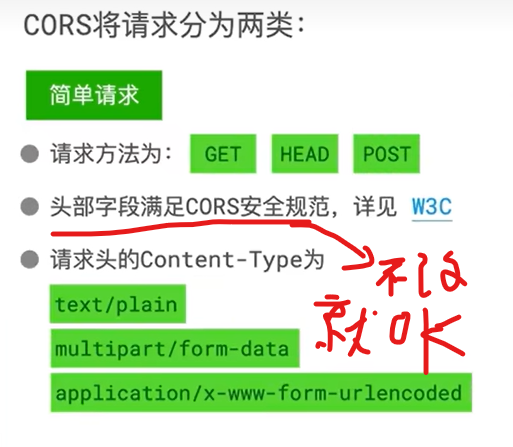 CORS将请求分为两类：
简单请求
请求方法为： GET HEAD POST
头部字段满足CORS安全规范，详见 W3C
请求头的Content-Type为
不改
就OK
text/plain
multipart/form-data
application/x-www-form-urlencoded